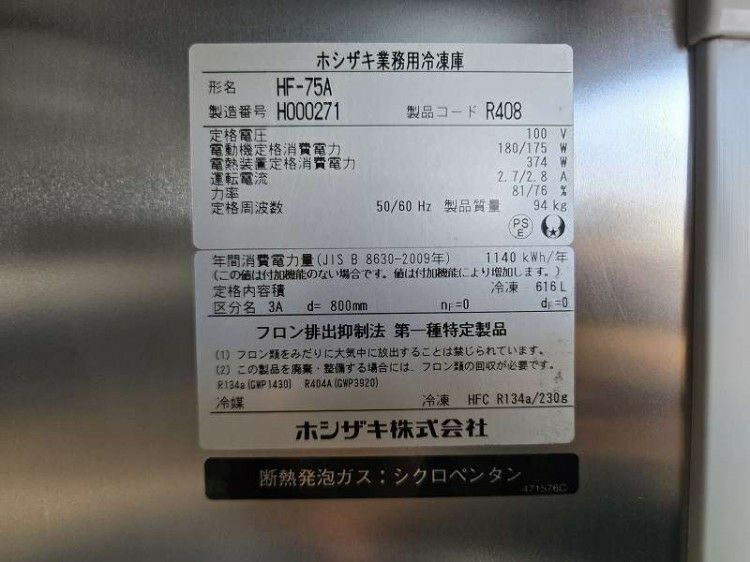 ホシザキ業務用冷凍庫
形名 HF-75A
製造番号 H000271 製品コード R408
定格電圧 100 V
電動機定格消費電力 180/175 W
電熱装置定格消費電力 374 W
運転電流 2.7/2.8 A
力率 81/76 %
定格周波数 50/60 Hz 製品質量 94 kg
PS
E
年間消費電力量(JIS B 8630-2009年) 1140 kWh/年
(この値は付加機能のない場合です。値は付加機能により増加します。)
定格内容積 冷凍 616 L
区分名 3A d= 800mm nF=0 dF=0
フロン排出抑制法 第一種特定製品
(1) フロン類をみだりに大気中に放出することは禁じられています。
(2) この製品を廃棄・整備する場合には、フロン類の回収が必要です。
R134a(GWP1430) R404A(GWP3920)
冷媒 冷凍 HFC R134a/230g
ホシザキ株式会社
断熱発泡ガス:シクロペンタン
471576C